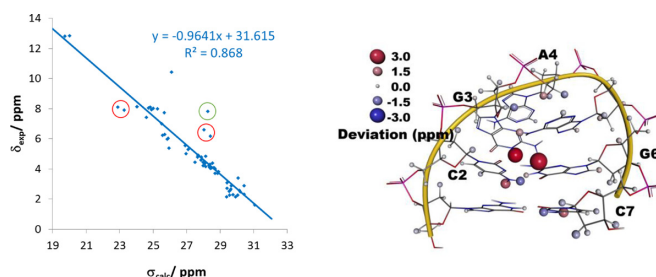 y = -0.9641x + 31.615
R² = 0.868
δexp/ ppm
16
14
12
10
8
6
4
2
0
19 21 23 25 27 29 31 33
σcalc/ ppm
3.0
1.5
0.0
-1.5
-3.0
Deviation (ppm)
A4
G3
C2
G6
C7